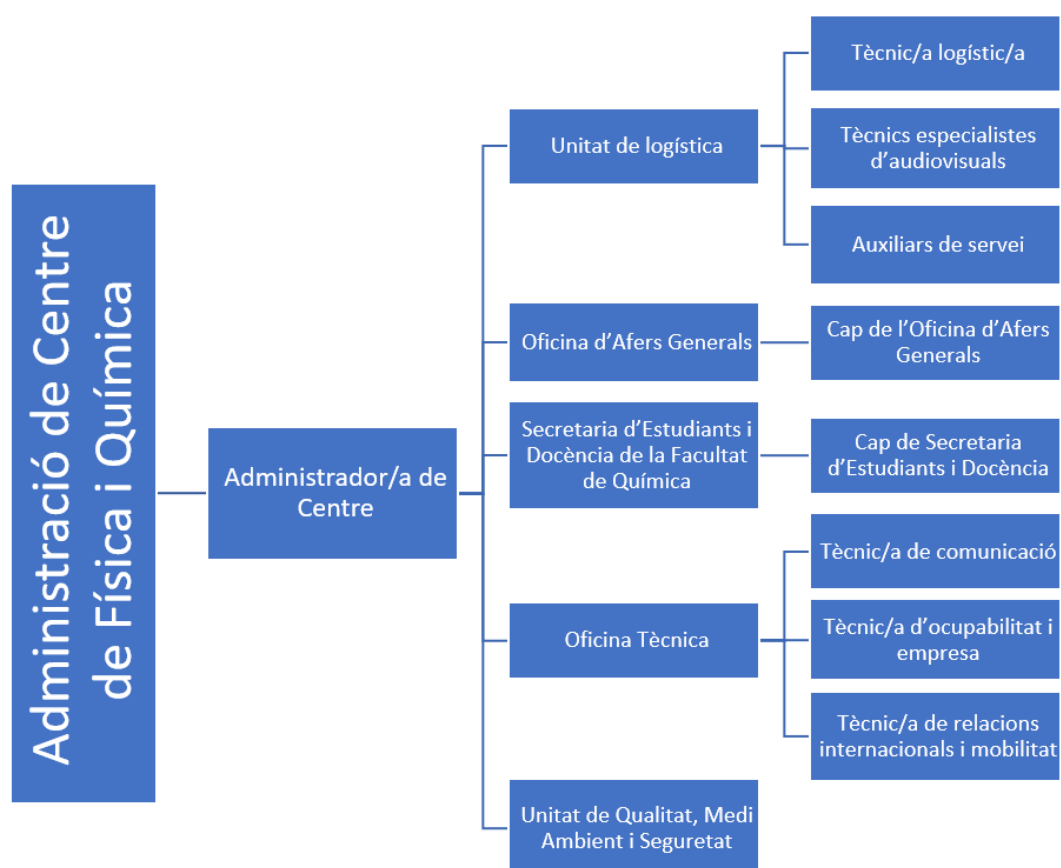 Administració de Centre
de Física i Química
Administrador/a de
Centre
Unitat de logística
Tècnic/a logístic/a
Tècnics especialistes
d’audiovisuals
Auxiliars de servei
Oficina d’Afers Generals
Cap de l’Oficina d’Afers
Generals
Secretaria d’Estudiants i
Docència de la Facultat
de Química
Cap de Secretaria
d’Estudiants i Docència
Oficina Tècnica
Tècnic/a de comunicació
Tècnic/a d’ocupabilitat i
empresa
Tècnic/a de relacions
internacionals i mobilitat
Unitat de Qualitat, Medi
Ambient i Seguretat